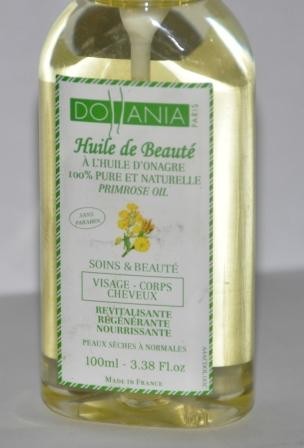 DOLLANIA
PARIS
Huile de Beauté
À L'HUILE D'ONAGRE
100% PURE ET NATURELLE
PRIMROSE OIL
SANS
PARABEN
SOINS & BEAUTÉ
VISAGE - CORPS
CHEVEUX
REVITALISANTE
RÉGÉNÉRANTE
NOURRISSANTE
PEAUX SÈCHES À NORMALES
100ml - 3.38 Fl.oz
MADE IN FRANCE